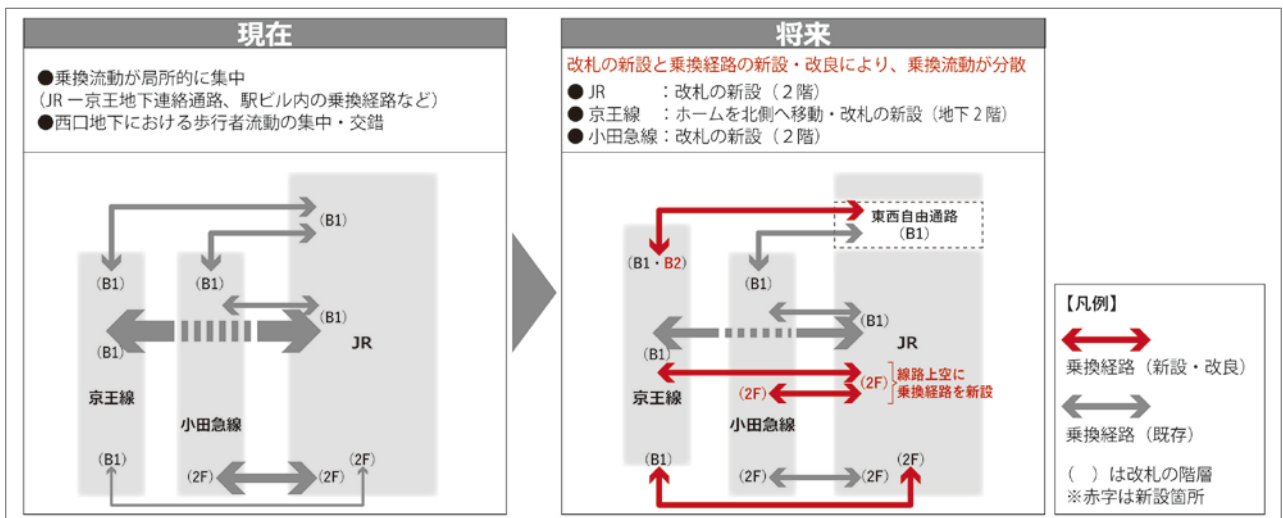 現在
●乗換流動が局所的に集中
（JR ー京王地下連絡通路、駅ビル内の乗換経路など）
●西口地下における歩行者流動の集中・交錯
(B1)
(B1)
(B1)
(B1)
(B1)
JR
京王線
小田急線
(B1)
(2F)
(2F)
(2F)
将来
改札の新設と乗換経路の新設・改良により、乗換流動が分散
● JR ：改札の新設（２階）
● 京王線 ：ホームを北側へ移動・改札の新設（地下２階）
● 小田急線：改札の新設（２階）
東西自由通路
(B1)
(B1・B2)
(B1)
(B1)
(B1)
JR
京王線
(2F)
(2F)
線路上空に
乗換経路を新設
小田急線
(B1)
(2F)
(2F)
(2F)
【凡例】
乗換経路（新設・改良）
乗換経路（既存）
（ ）は改札の階層
※赤字は新設箇所